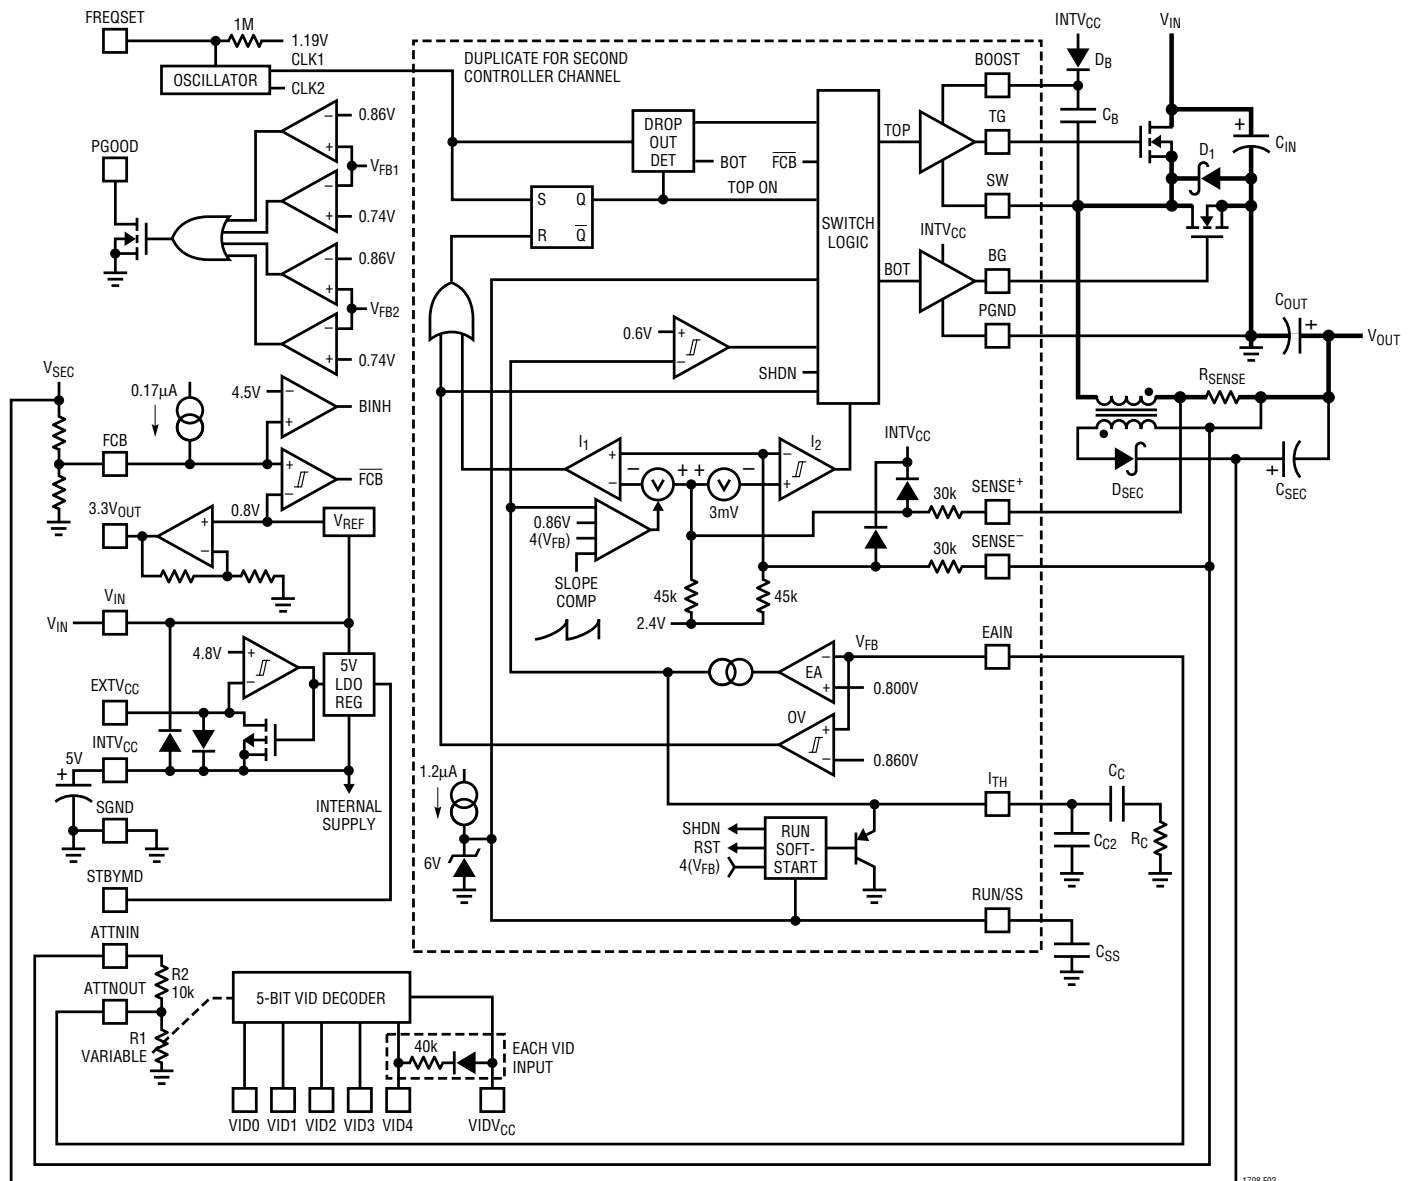 FREQSET
1M
1.19V
CLK1
OSCILLATOR
CLK2
PGOOD
0.86V
VFB1
0.74V
0.86V
VFB2
0.74V
VSEC
0.17µA
4.5V
BINH
FCB
FCB
3.3VOUT
0.8V
VREF
VIN
VIN
4.8V
5V
LDO
REG
EXTVCC
INTVCC
5V
SGND
INTERNAL
SUPPLY
STBYMD
ATTNIN
R2
10k
ATTNOUT
R1
VARIABLE
5-BIT VID DECODER
40k
EACH VID
INPUT
VID0 VID1 VID2 VID3 VID4
VIDVCC
DUPLICATE FOR SECOND
CONTROLLER CHANNEL
DROP
OUT
DET
BOT
FCB
TOP ON
S Q
R Q
SWITCH
LOGIC
0.6V
SHDN
I1
I2
3mV
0.86V
4(VFB)
SLOPE
COMP
45k
45k
2.4V
INTVCC
30k
SENSE+
30k
SENSE–
VFB
EAIN
EA
0.800V
OV
0.860V
1.2µA
6V
SHDN
RST
4(VFB)
RUN
SOFT-
START
ITH
CC
CC2
RC
RUN/SS
CSS
TOP
BOT
INTVCC
BOOST
TG
SW
BG
PGND
INTVCC
DB
CB
VIN
CIN
D1
COUT
VOUT
RSENSE
DSEC
CSEC
1708 F02